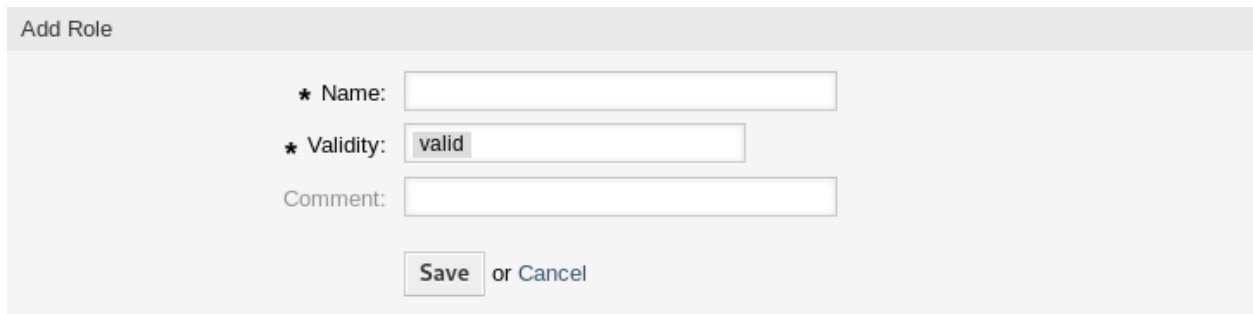 Add Role
* Name:
* Validity: valid
Comment:
Save or Cancel